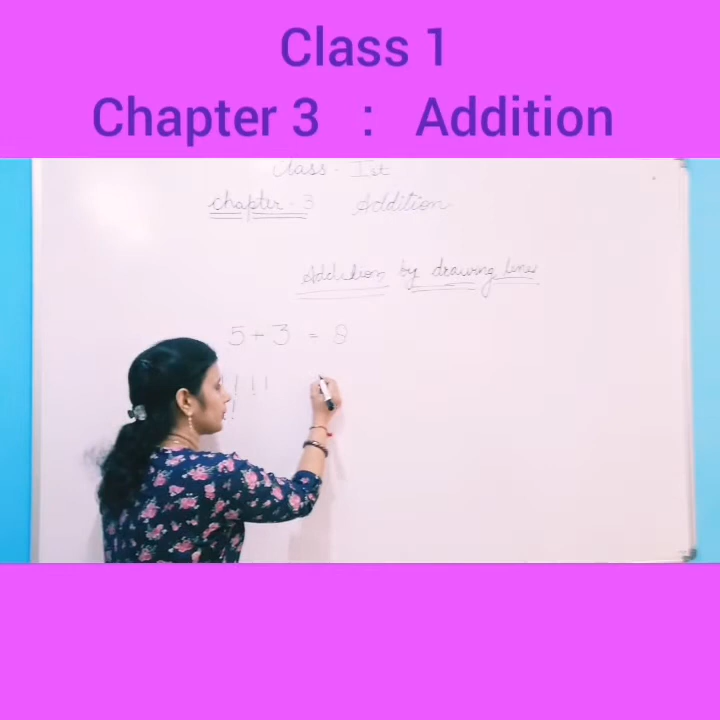 Class 1
Chapter 3 : Addition
Class - Ist
Chapter - 3 Addition
Addition by drawing lines
5 + 3 = 8